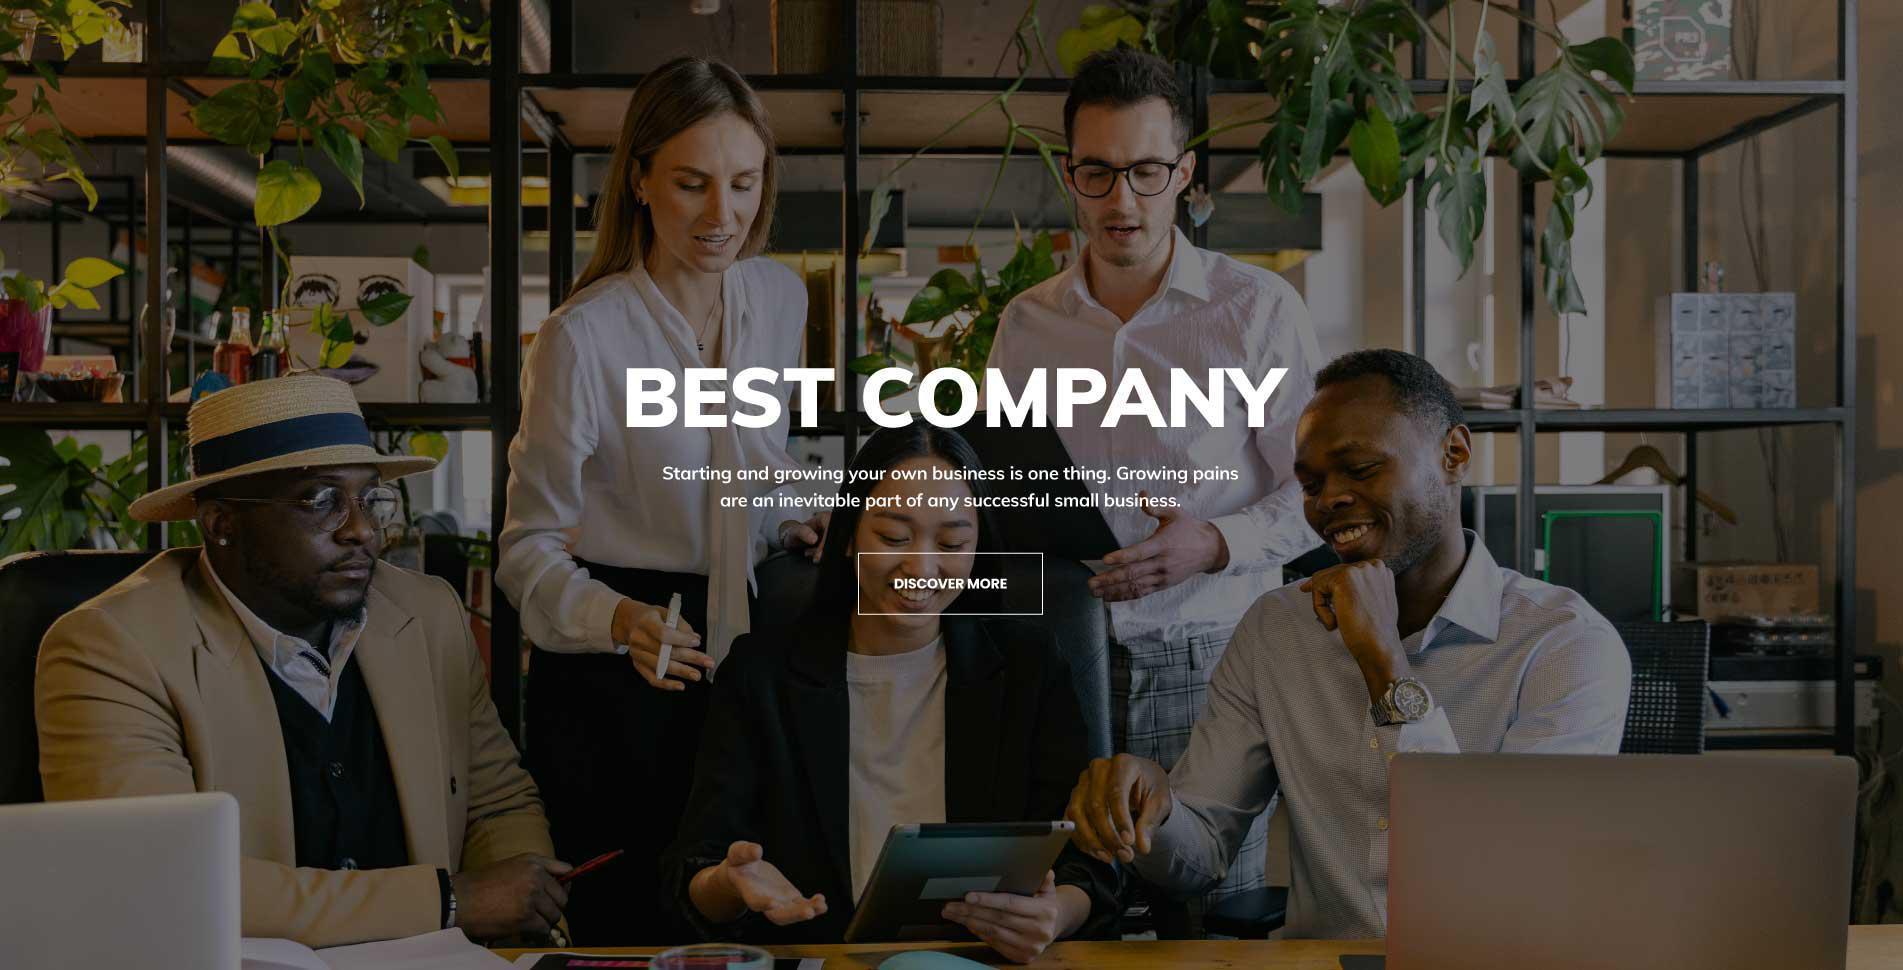 PRJ
BEST COMPANY
Starting and growing your own business is one thing. Growing pains
are an inevitable part of any successful small business.
DISCOVER MORE